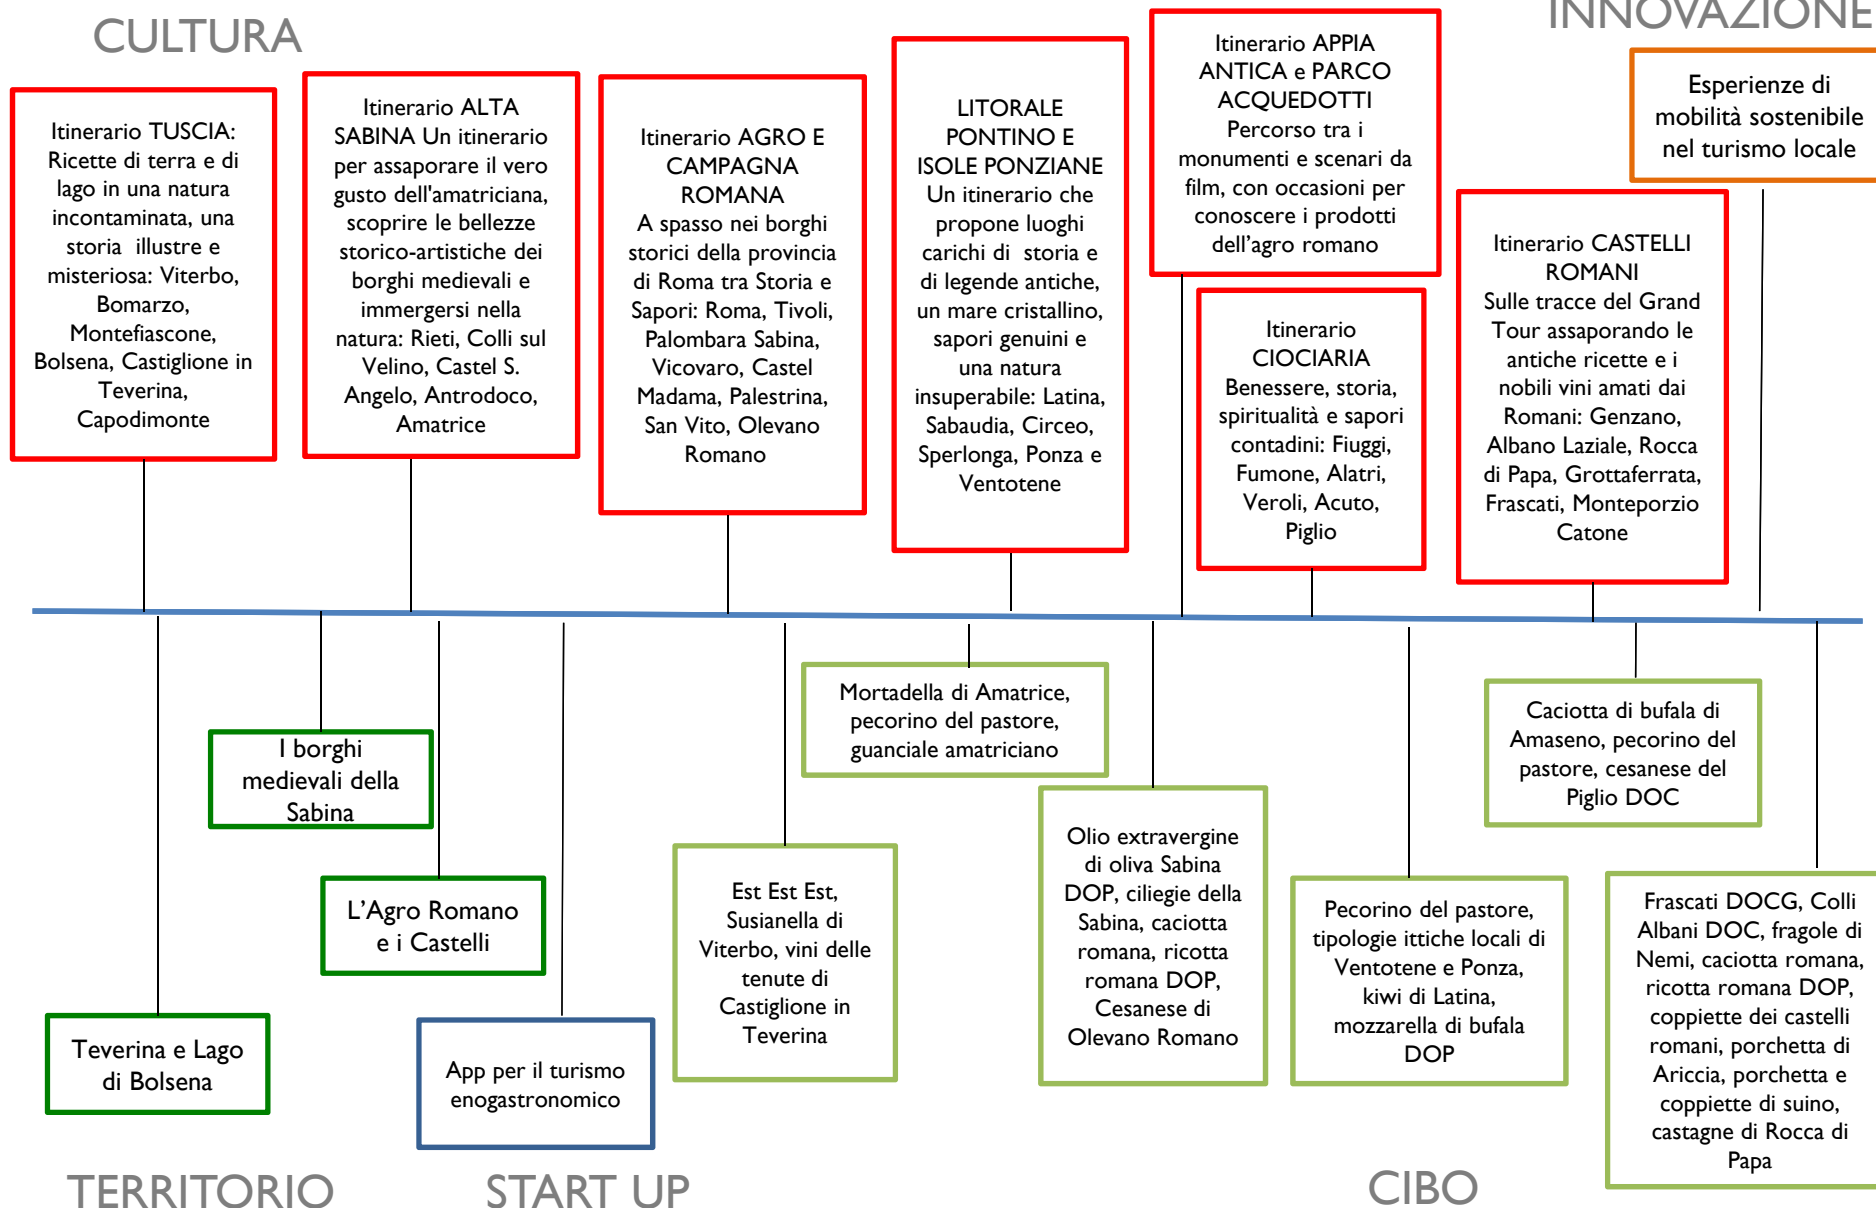 CULTURA
INNOVAZIONE
Itinerario TUSCIA:
Ricette di terra e di
lago in una natura
incontaminata, una
storia illustre e
misteriosa: Viterbo,
Bomarzo,
Montefiascone,
Bolsena, Castiglione in
Teverina,
Capodimonte
Itinerario ALTA
SABINA Un itinerario
per assaporare il vero
gusto dell'amatriciana,
scoprire le bellezze
storico-artistiche dei
borghi medievali e
immergersi nella
natura: Rieti, Colli sul
Velino, Castel S.
Angelo, Antrodoco,
Amatrice
Itinerario AGRO E
CAMPAGNA
ROMANA
A spasso nei borghi
storici della provincia
di Roma tra Storia e
Sapori: Roma, Tivoli,
Palombara Sabina,
Vicovaro, Castel
Madama, Palestrina,
San Vito, Olevano
Romano
LITORALE
PONTINO E
ISOLE PONZIANE
Un itinerario che
propone luoghi
carichi di storia e
di legende antiche,
un mare cristallino,
sapori genuini e
una natura
insuperabile: Latina,
Sabaudia, Circeo,
Sperlonga, Ponza e
Ventotene
Itinerario APPIA
ANTICA e PARCO
ACQUEDOTTI
Percorso tra i
monumenti e scenari da
film, con occasioni per
conoscere i prodotti
dell'agro romano
Itinerario
CIOCIARIA
Benessere, storia,
spiritualità e sapori
contadini: Fiuggi,
Fumone, Alatri,
Veroli, Acuto,
Piglio
Itinerario CASTELLI
ROMANI
Sulle tracce del Grand
Tour assaporando le
antiche ricette e i
nobili vini amati dai
Romani: Genzano,
Albano Laziale, Rocca
di Papa, Grottaferrata,
Frascati, Monteporzio
Catone
Esperienze di
mobilità sostenibile
nel turismo locale
Teverina e Lago
di Bolsena
I borghi
medievali della
Sabina
L'Agro Romano
e i Castelli
App per il turismo
enogastronomico
Est Est Est,
Susianella di
Viterbo, vini delle
tenute di
Castiglione in
Teverina
Mortadella di Amatrice,
pecorino del pastore,
guanciale amatriciano
Olio extravergine
di oliva Sabina
DOP, ciliegie della
Sabina, caciotta
romana, ricotta
romana DOP,
Cesanese di
Olevano Romano
Pecorino del pastore,
tipologie ittiche locali di
Ventotene e Ponza,
kiwi di Latina,
mozzarella di bufala
DOP
Caciotta di bufala di
Amaseno, pecorino del
pastore, cesanese del
Piglio DOC
Frascati DOCG, Colli
Albani DOC, fragole di
Nemi, caciotta romana,
ricotta romana DOP,
coppiette dei castelli
romani, porchetta di
Ariccia, porchetta e
coppiette di suino,
castagne di Rocca di
Papa
TERRITORIO
START UP
CIBO